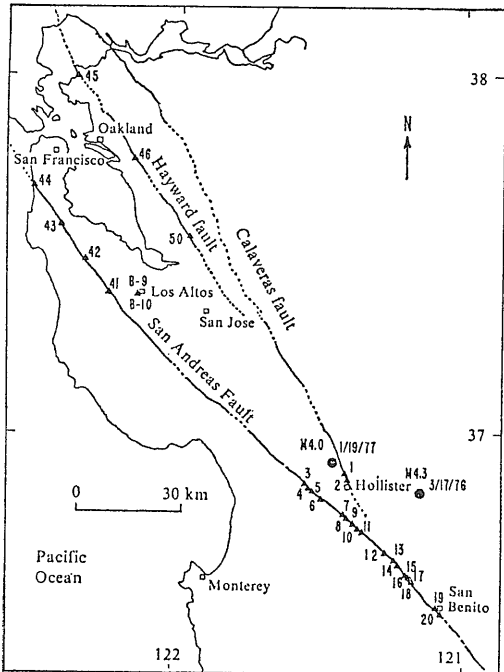 38
45
Oakland
San Francisco
46
N
44
Hayward fault
43
50
Calaveras fault
42
41
B-9
Los Altos
B-10
San Jose
San Andreas Fault
37
M4.0
1/19/77
1
M4.3
3/17/76
3
2
Hollister
4
5
6
7
8
9
10
11
0
30 km
12
13
14
15
16
17
18
19
San
Benito
20
Pacific
Ocean
Monterey
122
121